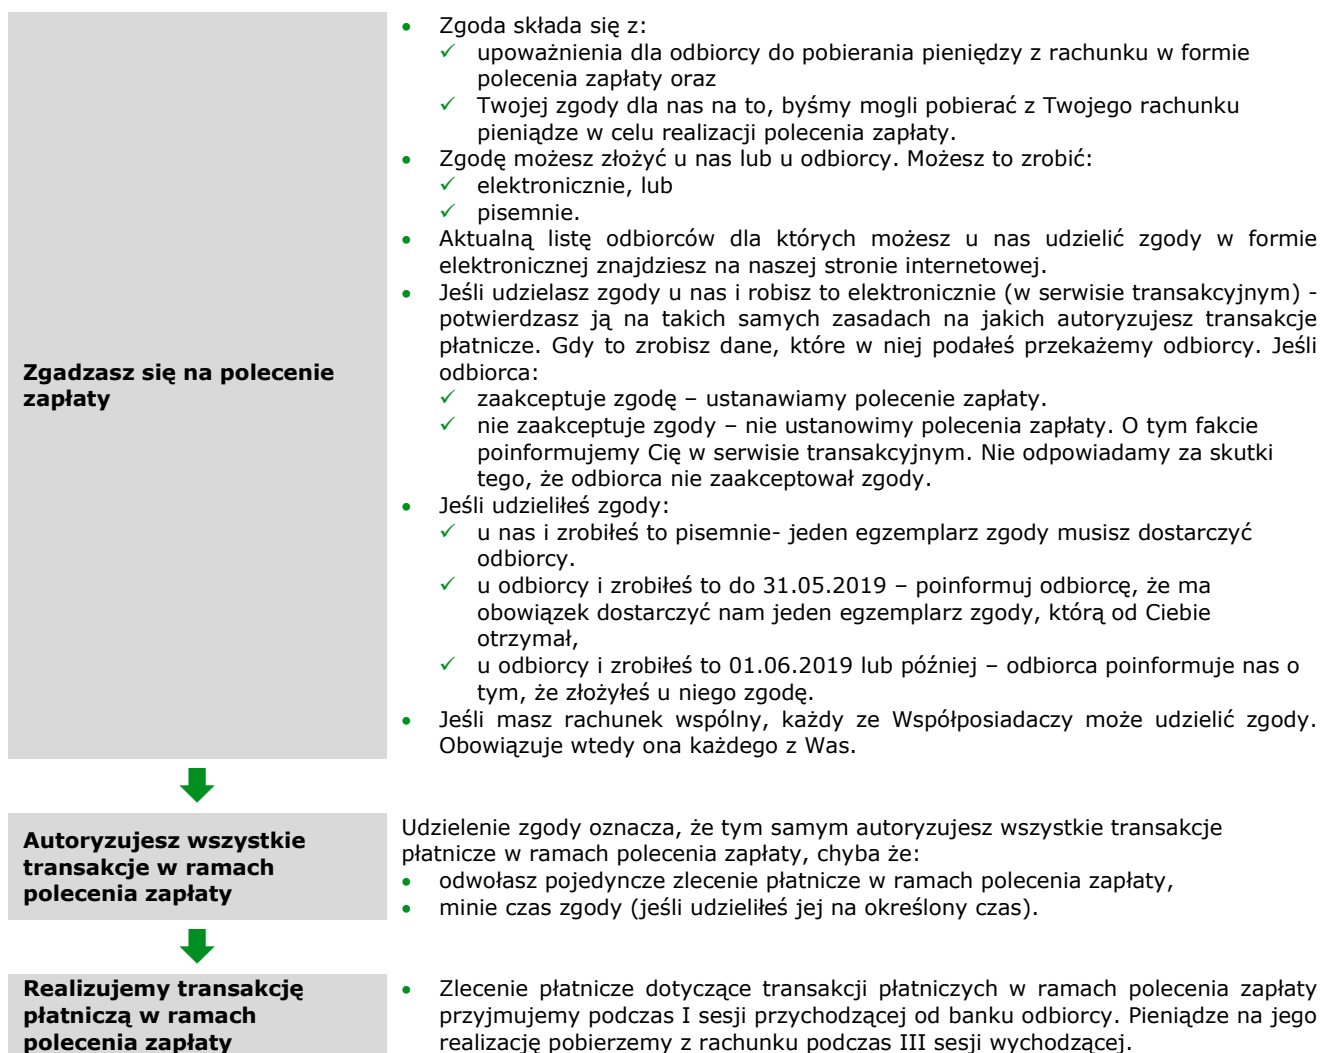 Zgadzasz się na polecenie
zapłaty
• Zgoda składa się z:
✓ upoważnienia dla odbiorcy do pobierania pieniędzy z rachunku w formie
polecenia zapłaty oraz
✓ Twojej zgody dla nas na to, byśmy mogli pobierać z Twojego rachunku
pieniądze w celu realizacji polecenia zapłaty.
• Zgodę możesz złożyć u nas lub u odbiorcy. Możesz to zrobić:
✓ elektronicznie, lub
✓ pisemnie.
• Aktualną listę odbiorców dla których możesz u nas udzielić zgody w formie
elektronicznej znajdziesz na naszej stronie internetowej.
• Jeśli udzielasz zgody u nas i robisz to elektronicznie (w serwisie transakcyjnym) -
potwierdzasz ją na takich samych zasadach na jakich autoryzujesz transakcje
płatnicze. Gdy to zrobisz dane, które w niej podałeś przekażemy odbiorcy. Jeśli
odbiorca:
✓ zaakceptuje zgodę – ustanawiamy polecenie zapłaty.
✓ nie zaakceptuje zgody – nie ustanowimy polecenia zapłaty. O tym fakcie
poinformujemy Cię w serwisie transakcyjnym. Nie odpowiadamy za skutki
tego, że odbiorca nie zaakceptował zgody.
• Jeśli udzieliłeś zgody:
✓ u nas i zrobiłeś to pisemnie- jeden egzemplarz zgody musisz dostarczyć
odbiorcy.
✓ u odbiorcy i zrobiłeś to do 31.05.2019 – poinformuj odbiorcę, że ma
obowiązek dostarczyć nam jeden egzemplarz zgody, którą od Ciebie
otrzymał,
✓ u odbiorcy i zrobiłeś to 01.06.2019 lub później – odbiorca poinformuje nas o
tym, że złożyłeś u niego zgodę.
• Jeśli masz rachunek wspólny, każdy ze Współposiadaczy może udzielić zgody.
Obowiązuje wtedy ona każdego z Was.
Autoryzujesz wszystkie
transakcje w ramach
polecenia zapłaty
Udzielenie zgody oznacza, że tym samym autoryzujesz wszystkie transakcje
płatnicze w ramach polecenia zapłaty, chyba że:
• odwołasz pojedyncze zlecenie płatnicze w ramach polecenia zapłaty,
• minie czas zgody (jeśli udzieliłeś jej na określony czas).
Realizujemy transakcję
płatniczą w ramach
polecenia zapłaty
• Zlecenie płatnicze dotyczące transakcji płatniczych w ramach polecenia zapłaty
przyjmujemy podczas I sesji przychodzącej od banku odbiorcy. Pieniądze na jego
realizację pobierzemy z rachunku podczas III sesji wychodzącej.